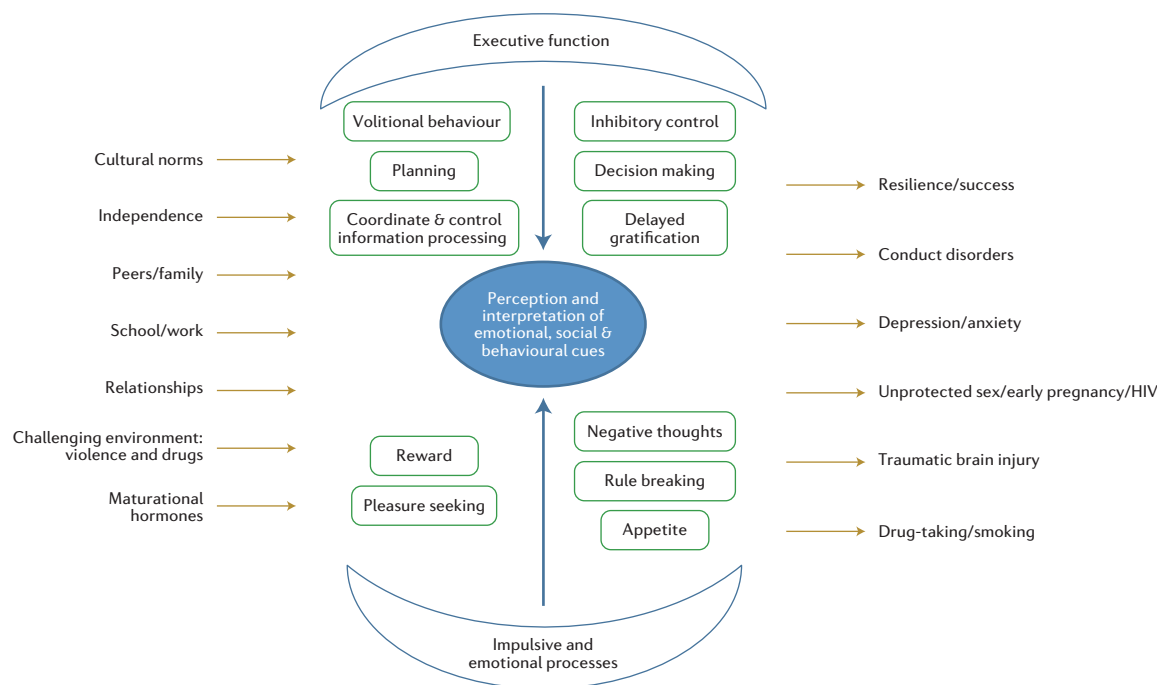 Executive function
Volitional behaviour
Inhibitory control
Planning
Decision making
Coordinate & control
information processing
Delayed
gratification
Cultural norms
Independence
Peers/family
School/work
Relationships
Challenging environment:
violence and drugs
Maturational
hormones
Perception and
interpretation of
emotional, social &
behavioural cues
Reward
Pleasure seeking
Negative thoughts
Rule breaking
Appetite
Impulsive and
emotional processes
Resilience/success
Conduct disorders
Depression/anxiety
Unprotected sex/early pregnancy/HIV
Traumatic brain injury
Drug-taking/smoking